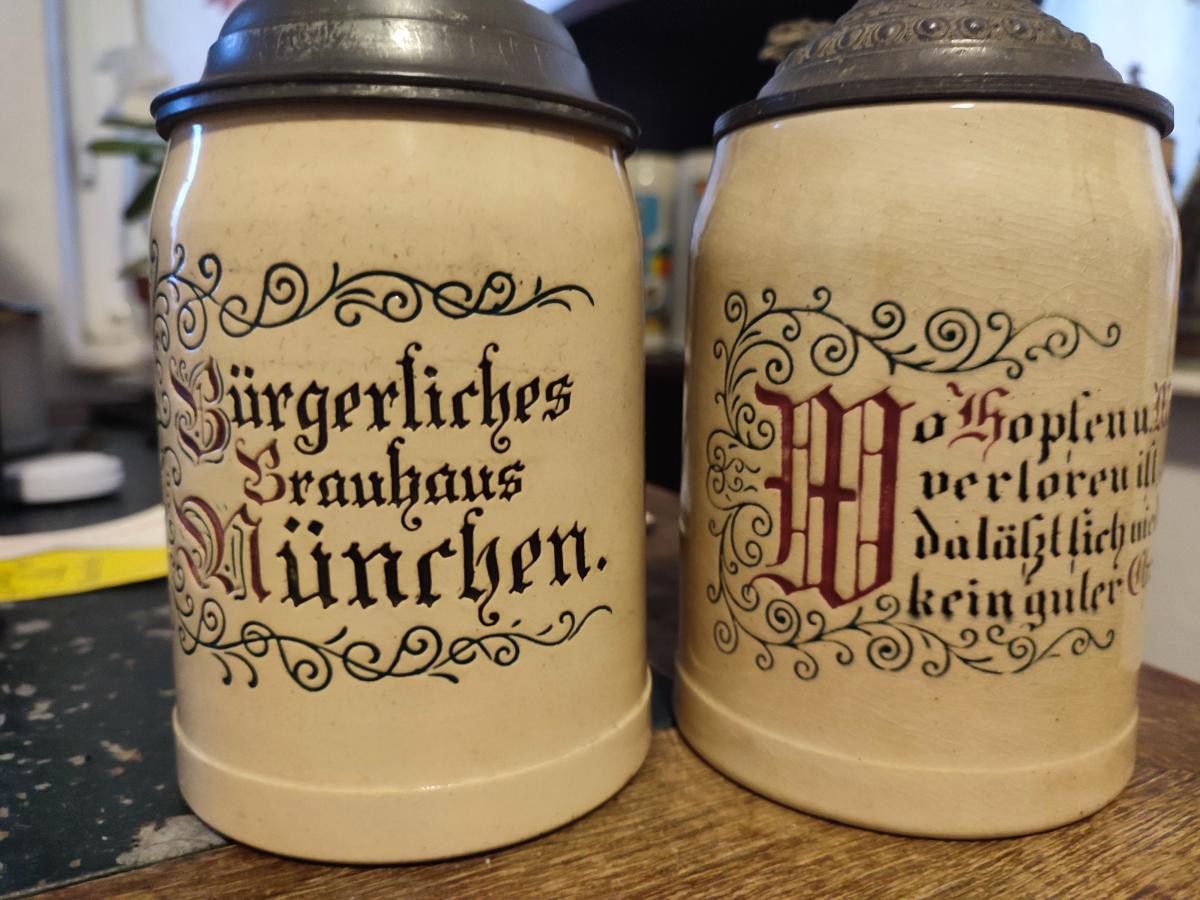 Bürgerliches
Brauhaus
München.
Wo Hopfen u.
verloren ist
da läßt sich
kein guter